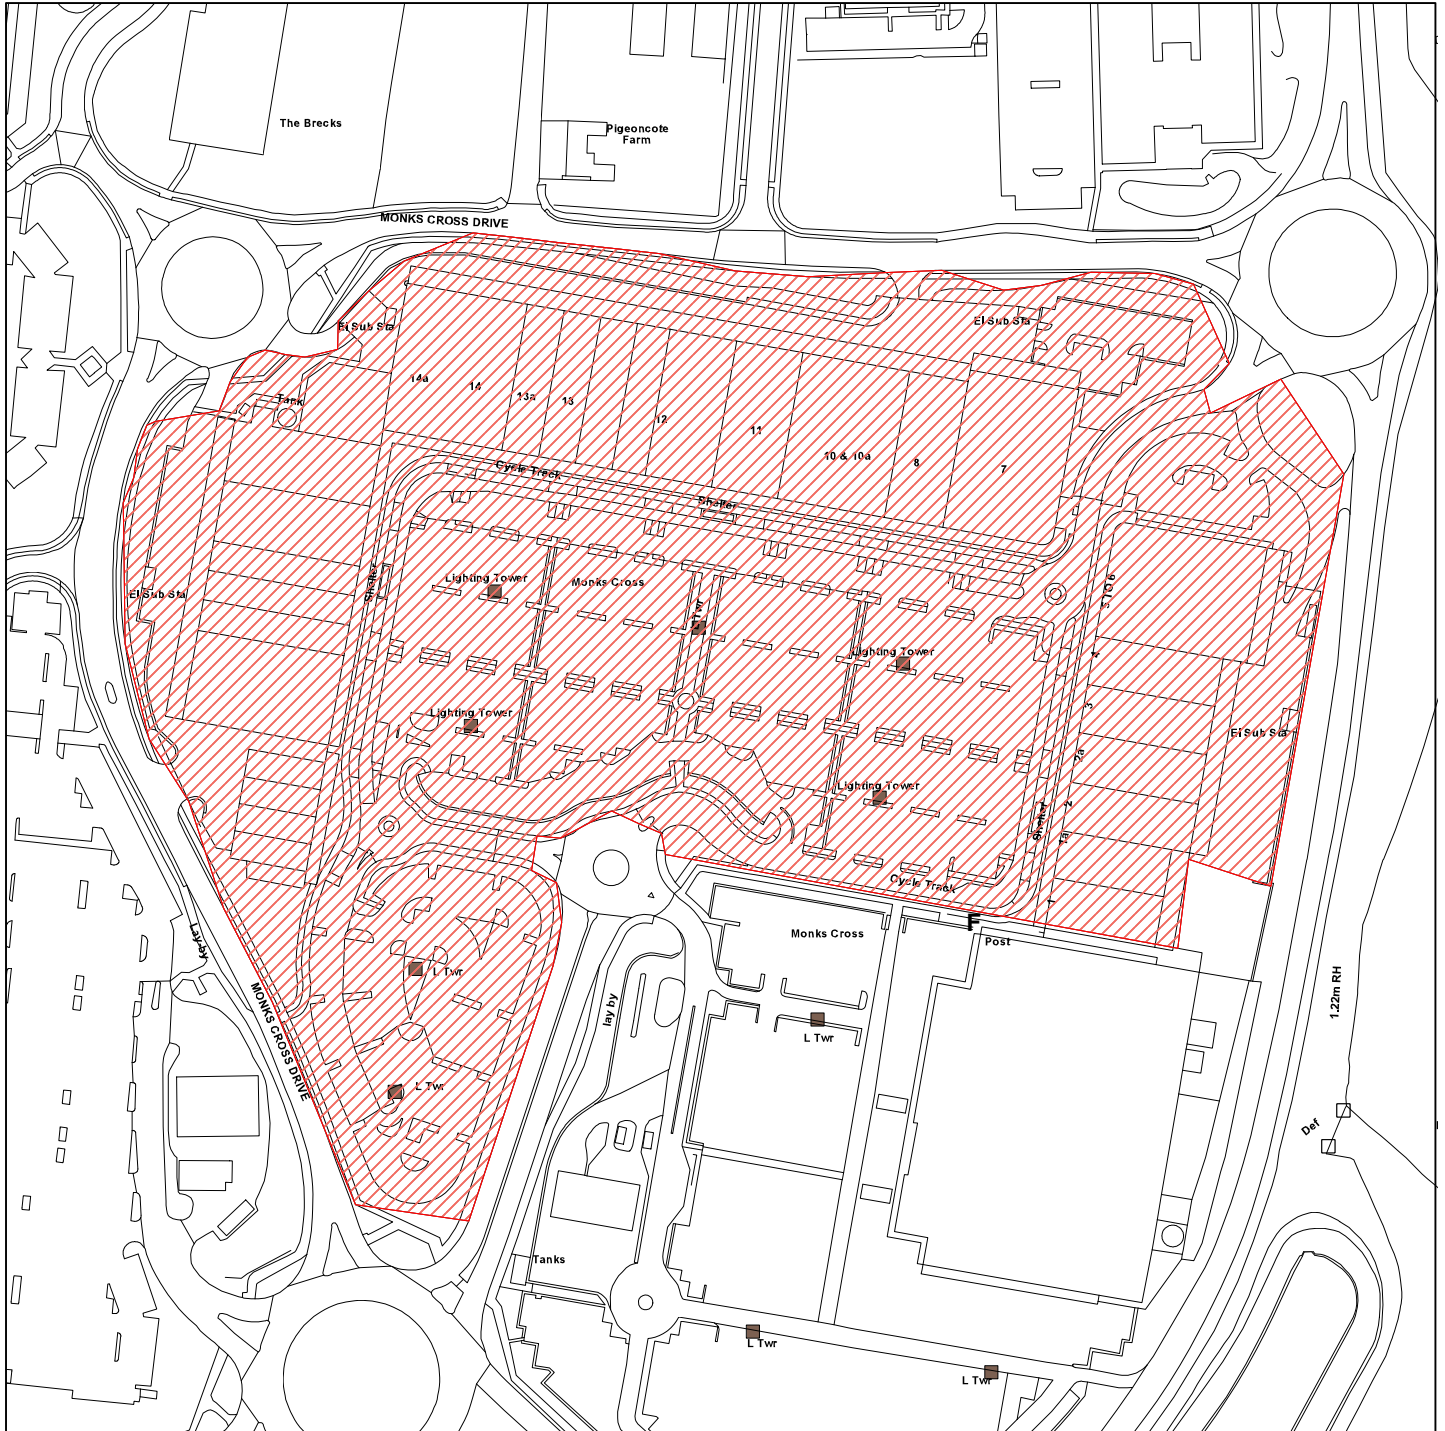 The Brecks
Pigeoncote
Farm
MONKS CROSS DRIVE
El Sub Sta
El Sub Sta
14a
14
13a
13
12
11
10 & 10a
8
7
Tank
Cycle Track
Shelter
Lighting Tower
Monks Cross
Shelter
El Sub Sta
L Twr
Lighting Tower
5 TO 6
4
3
2a
2
1a
1
Lighting Tower
El Sub Sta
Lighting Tower
Shelter
Cycle Track
F
Post
Monks Cross
Lay-by
L Twr
MONKS CROSS DRIVE
lay by
L Twr
1.22m RH
L Twr
Def
Tanks
L Twr
L Twr